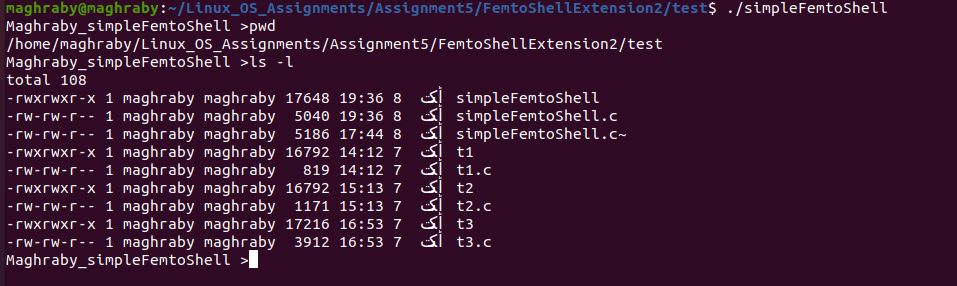 maghraby@maghraby:~/Linux_OS_Assignments/Assignment5/FemtoShellExtension2/test$ ./simpleFemtoShell
Maghraby_simpleFemtoShell >pwd
/home/maghraby/Linux_OS_Assignments/Assignment5/FemtoShellExtension2/test
Maghraby_simpleFemtoShell >ls -l
total 108
-rwxrwxr-x 1 maghraby maghraby 17648 19:36 8 أكت simpleFemtoShell
-rw-rw-r-- 1 maghraby maghraby 5040 19:36 8 أكت simpleFemtoShell.c
-rw-rw-r-- 1 maghraby maghraby 5186 17:44 8 أكت simpleFemtoShell.c~
-rwxrwxr-x 1 maghraby maghraby 16792 14:12 7 أكت t1
-rw-rw-r-- 1 maghraby maghraby 819 14:12 7 أكت t1.c
-rwxrwxr-x 1 maghraby maghraby 16792 15:13 7 أكت t2
-rw-rw-r-- 1 maghraby maghraby 1171 15:13 7 أكت t2.c
-rwxrwxr-x 1 maghraby maghraby 17216 16:53 7 أكت t3
-rw-rw-r-- 1 maghraby maghraby 3912 16:53 7 أكت t3.c
Maghraby_simpleFemtoShell >